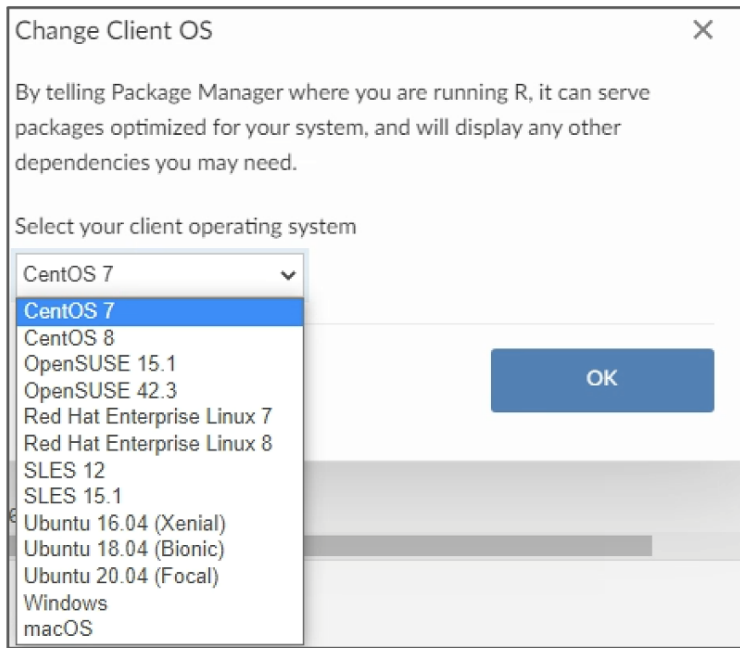 Change Client OS
By telling Package Manager where you are running R, it can serve
packages optimized for your system, and will display any other
dependencies you may need.
Select your client operating system
CentOS 7
CentOS 7
CentOS 8
OpenSUSE 15.1
OpenSUSE 42.3
Red Hat Enterprise Linux 7
Red Hat Enterprise Linux 8
SLES 12
SLES 15.1
Ubuntu 16.04 (Xenial)
Ubuntu 18.04 (Bionic)
Ubuntu 20.04 (Focal)
Windows
macOS
OK